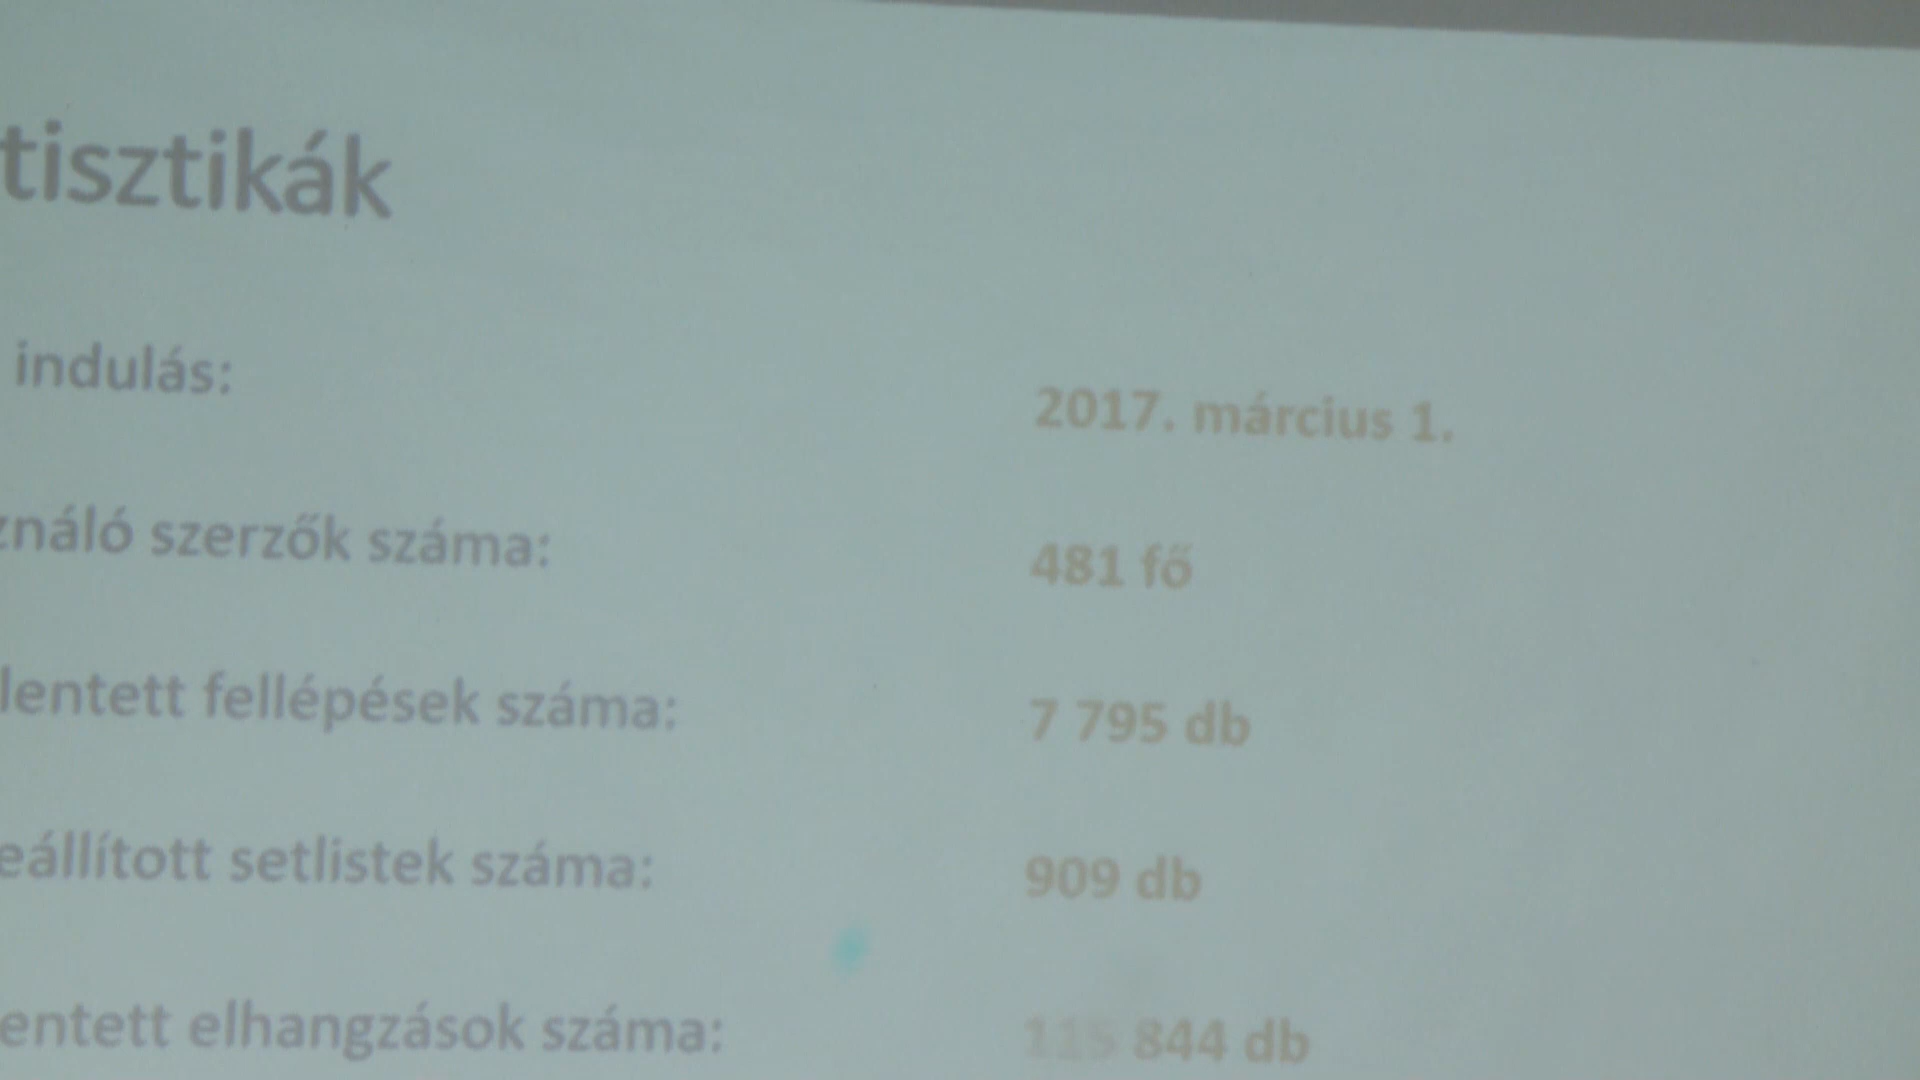 tisztikák
indulás:
2017. március 1.
ználó szerzők száma:
481 fő
lentett fellépések száma:
7 795 db
eállított setlistek száma:
909 db
entett elhangzások száma:
115 844 db